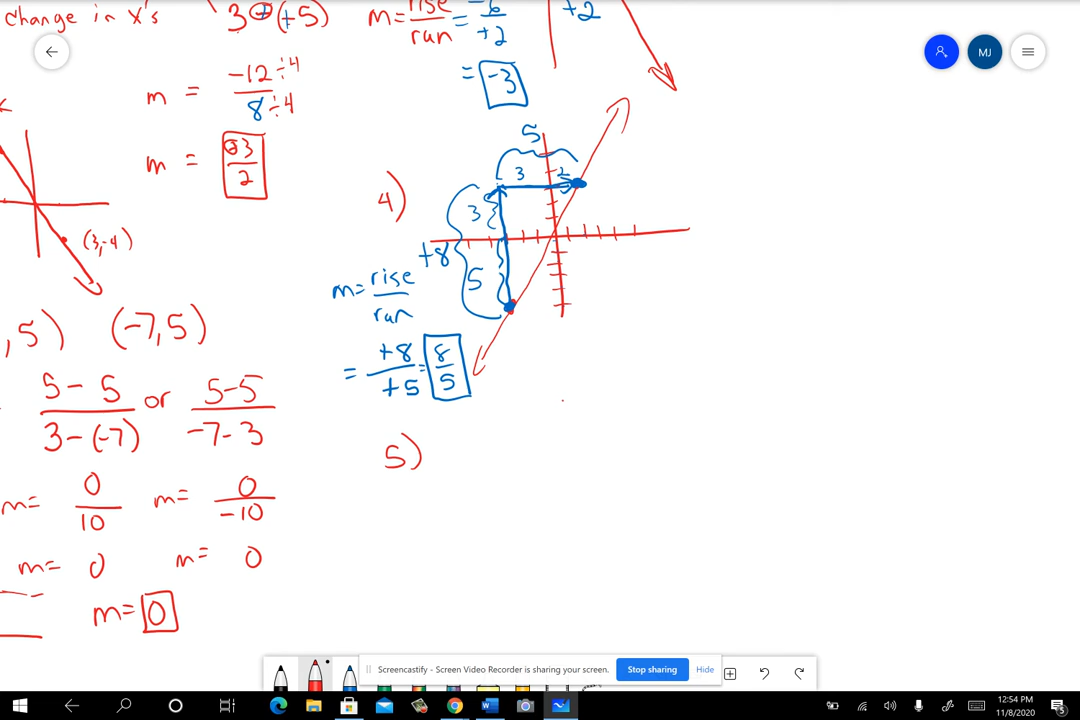 change in x's
3 - (+5)
m = rise/run = -6/+2
+2
MJ
m = -12÷4/8÷4
= -3
m = -3/2
(3,-4)
4)
5
3 2
3
+8
5
m = rise/run
= +8/+5 = 8/5
, 5) (-7, 5)
5 - 5/3 - (-7) or 5-5/-7-3
5)
m = 0/10 m = 0/-10
m = 0 m = 0
m = 0
Screencastify - Screen Video Recorder is sharing your screen. Stop sharing Hide
12:54 PM
11/8/2020
5